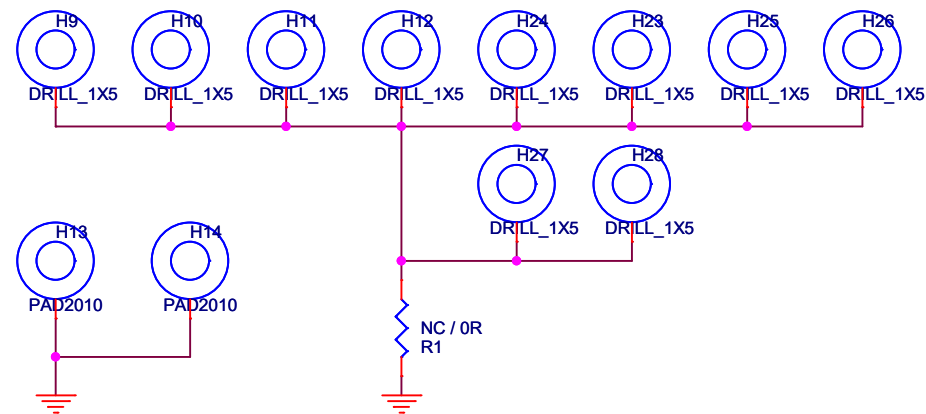 H9 H10 H11 H12 H24 H23 H25 H26
DRILL_1X5 DRILL_1X5 DRILL_1X5 DRILL_1X5 DRILL_1X5 DRILL_1X5 DRILL_1X5 DRILL_1X5
H27 H28
DRILL_1X5 DRILL_1X5
H13 H14
PAD2010 PAD2010
NC / 0R
R1